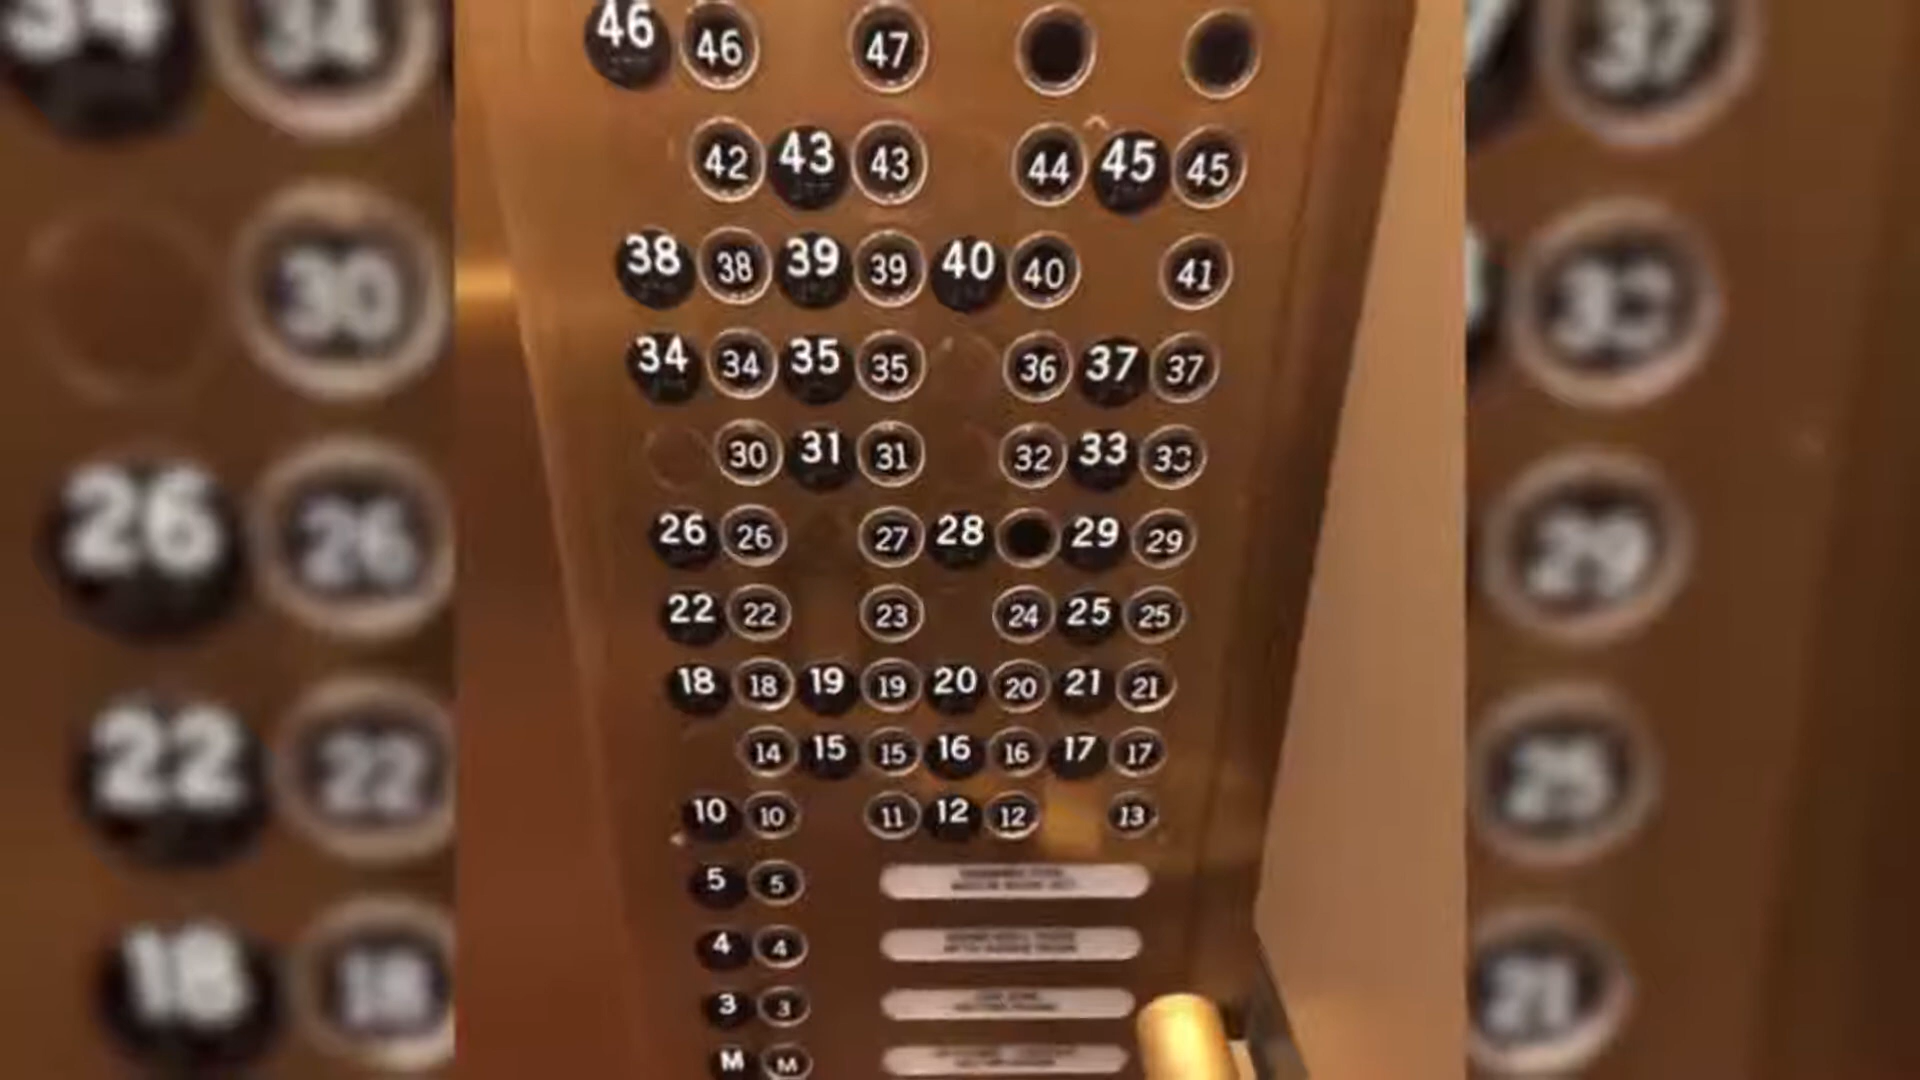 46 46 47
42 43 43 44 45 45
38 38 39 39 40 40 41
34 34 35 35 36 37 37
30 31 31 32 33 33
26 26 27 28 29 29
22 22 23 24 25 25
18 18 19 19 20 20 21 21
14 15 15 16 16 17 17
10 10 11 12 12 13
5 5
4 4
3 3
M M